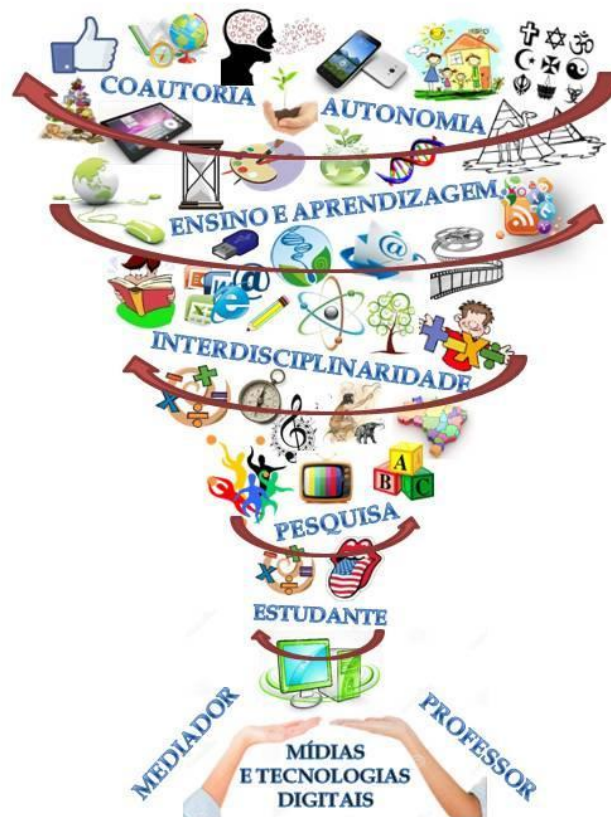 COAUTORIA
AUTONOMIA
ENSINO E APRENDIZAGEM
INTERDISCIPLINARIDADE
A
B C
PESQUISA
ESTUDANTE
MEDIADOR
PROFESSOR
MÍDIAS
E TECNOLOGIAS
DIGITAIS